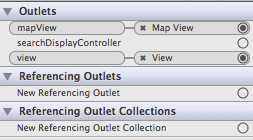 Outlets
mapView Map View
searchDisplayController
view View
Referencing Outlets
New Referencing Outlet
Referencing Outlet Collections
New Referencing Outlet Collection